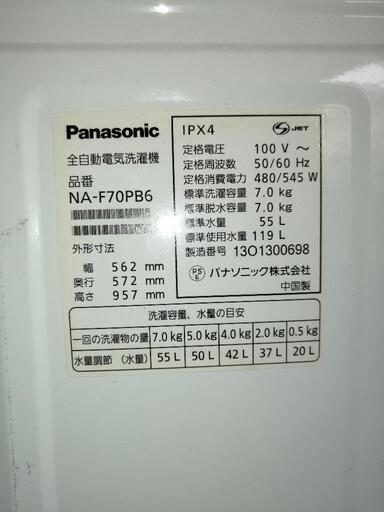 Panasonic
全自動電気洗濯機
品番
NA-F70PB6
外形寸法
幅 562 mm
奥行 572 mm
高さ 957 mm
IPX4 S JET
定格電圧 100 V ～
定格周波数 50/60 Hz
定格消費電力 480/545 W
標準洗濯容量 7.0 kg
標準脱水容量 7.0 kg
標準水量 55 L
標準使用水量 119 L
製造番号 13O1300698
PSE パナソニック株式会社
中国製
洗濯容量、水量の目安
一回の洗濯物の量 7.0 kg 5.0 kg 4.0 kg 2.0 kg 0.5 kg
水量調節 （水量） 55 L 50 L 42 L 37 L 20 L